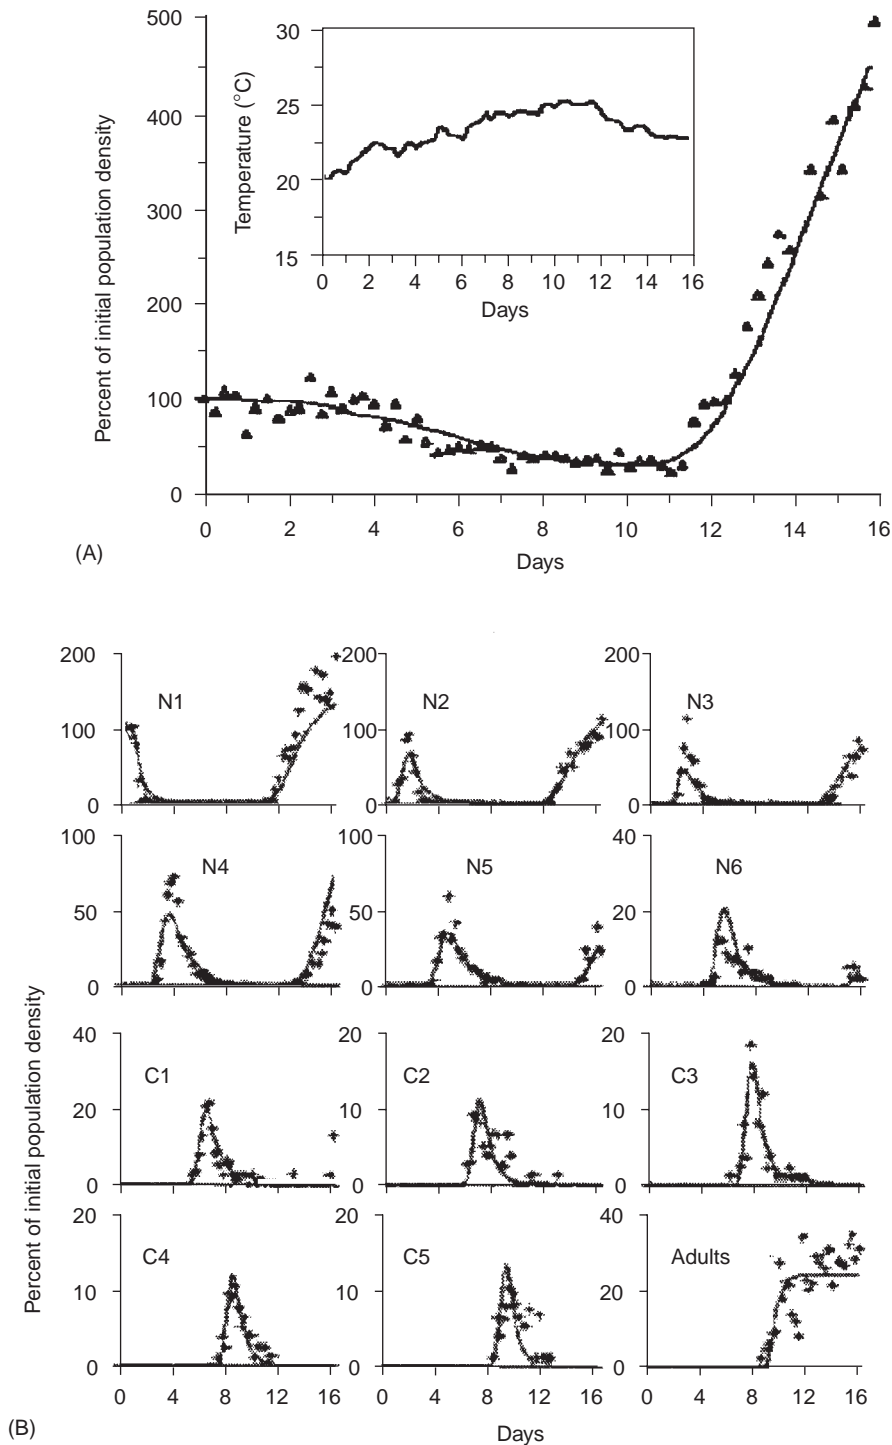 500
400
300
200
100
0
Percent of initial population density
30
25
20
15
Temperature (°C)
0 2 4 6 8 10 12 14 16
Days
0 2 4 6 8 10 12 14 16
Days
(A)
200 200 200
N1 N2 N3
100 100 100
0 0 0
100 100 40
N4 N5 N6
50 50 20
0 0 0
Percent of initial population density
40 20 20
C1 C2 C3
20 10 10
0 0 0
20 20 40
C4 C5 Adults
10 10 20
0 0 0
0 4 8 12 16 0 4 8 12 16 0 4 8 12 16
Days
(B)